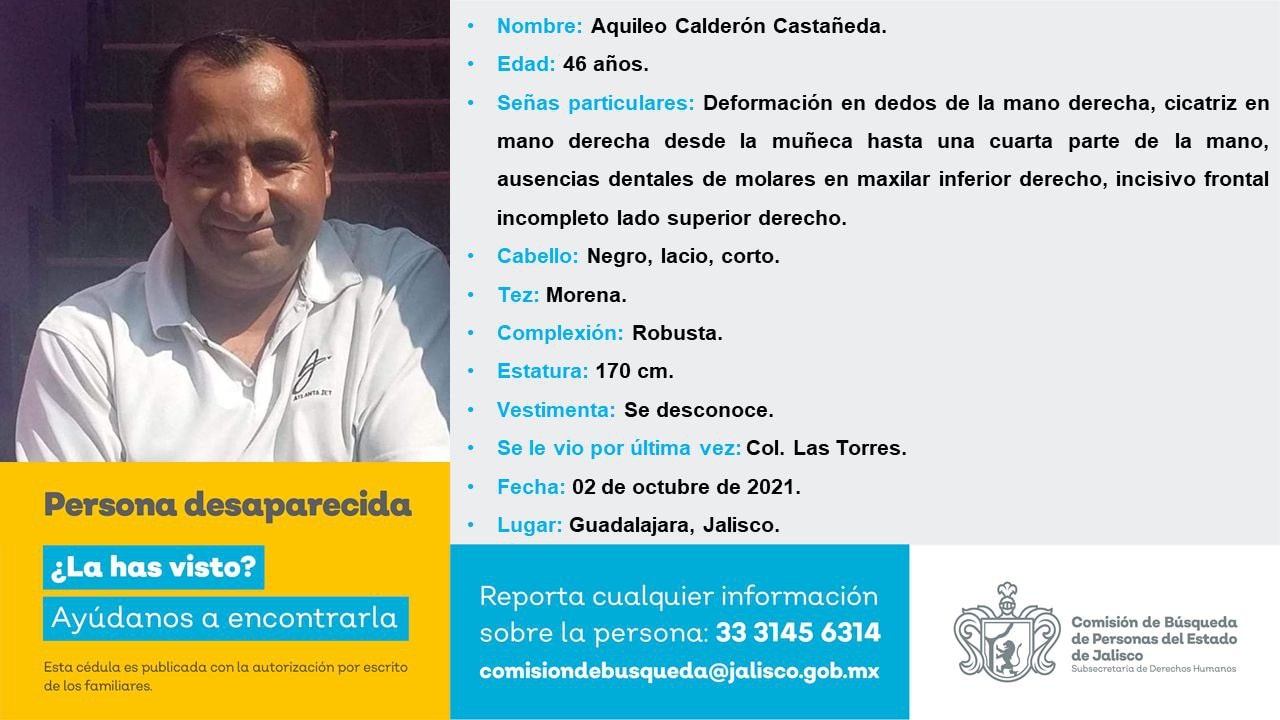 • Nombre: Aquileo Calderón Castañeda.
• Edad: 46 años.
• Señas particulares: Deformación en dedos de la mano derecha, cicatriz en
mano derecha desde la muñeca hasta una cuarta parte de la mano,
ausencias dentales de molares en maxilar inferior derecho, incisivo frontal
incompleto lado superior derecho.
• Cabello: Negro, lacio, corto.
• Tez: Morena.
• Complexión: Robusta.
• Estatura: 170 cm.
• Vestimenta: Se desconoce.
• Se le vio por última vez: Col. Las Torres.
• Fecha: 02 de octubre de 2021.
• Lugar: Guadalajara, Jalisco.
ATLANTA JET
Persona desaparecida
¿La has visto?
Ayúdanos a encontrarla
Esta cédula es publicada con la autorización por escrito
de los familiares.
Reporta cualquier información
sobre la persona: 33 3145 6314
comisiondebusqueda@jalisco.gob.mx
Comisión de Búsqueda
de Personas del Estado
de Jalisco
Subsecretaría de Derechos Humanos